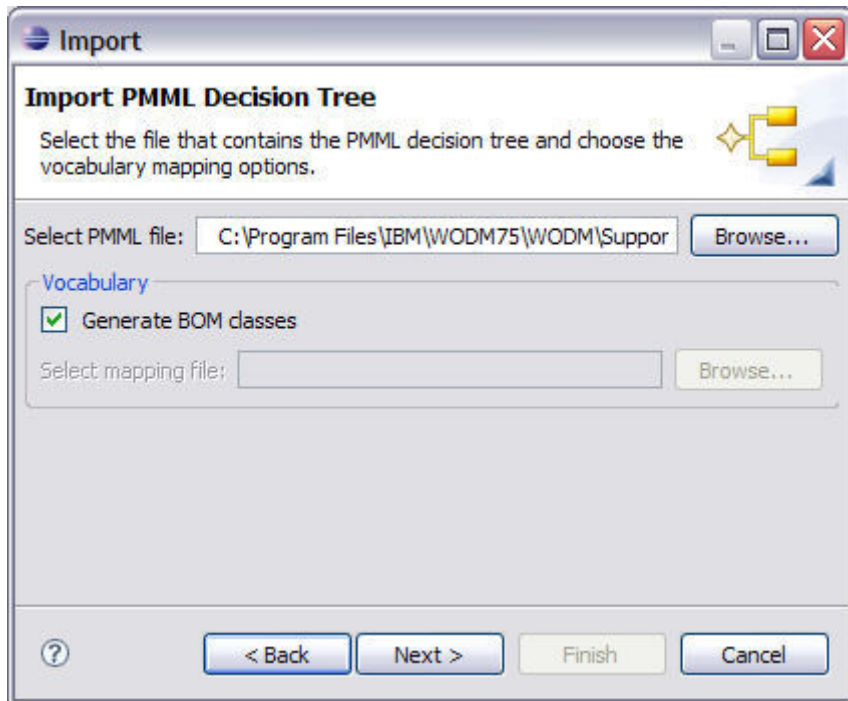 Import
Import PMML Decision Tree
Select the file that contains the PMML decision tree and choose the
vocabulary mapping options.
Select PMML file: C:\Program Files\IBM\WODM75\WODM\Suppor Browse...
Vocabulary
Generate BOM classes
Select mapping file: Browse...
? < Back Next > Finish Cancel